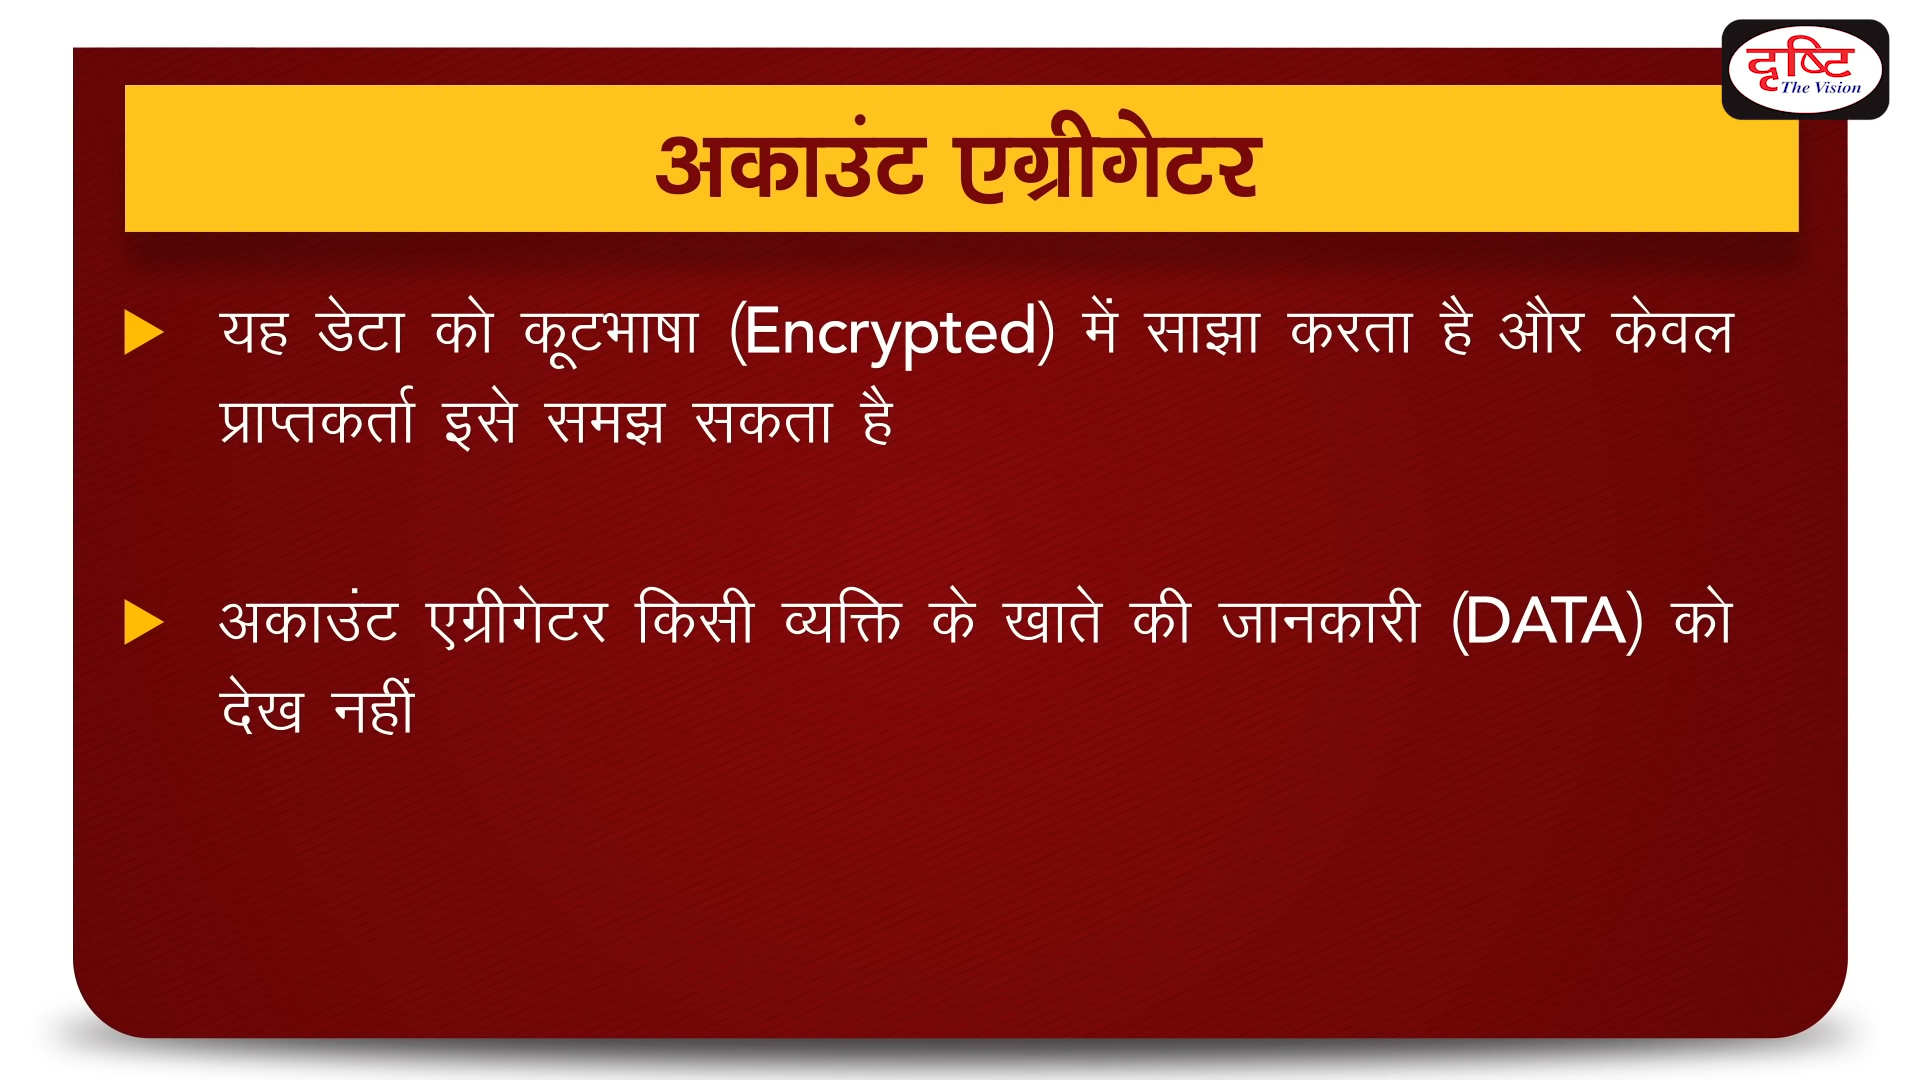 दृष्टि
The Vision
अकाउंट एग्रीगेटर
यह डेटा को कूटभाषा (Encrypted) में साझा करता है और केवल
प्राप्तकर्ता इसे समझ सकता है
अकाउंट एग्रीगेटर किसी व्यक्ति के खाते की जानकारी (DATA) को
देख नहीं